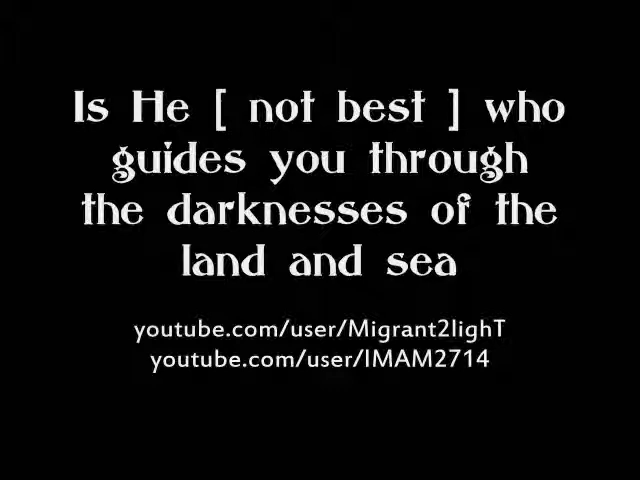 Is He [ not best ] who
guides you through
the darknesses of the
land and sea
youtube.com/user/Migrant2lighT
youtube.com/user/IMAM2714